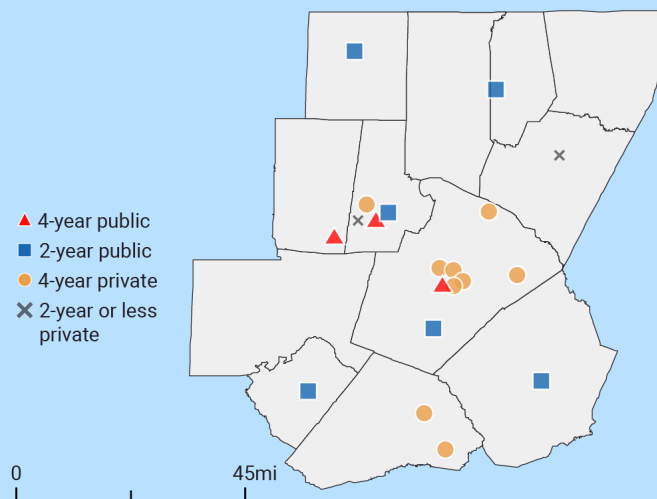 4-year public
2-year public
4-year private
2-year or less
private
0
45mi